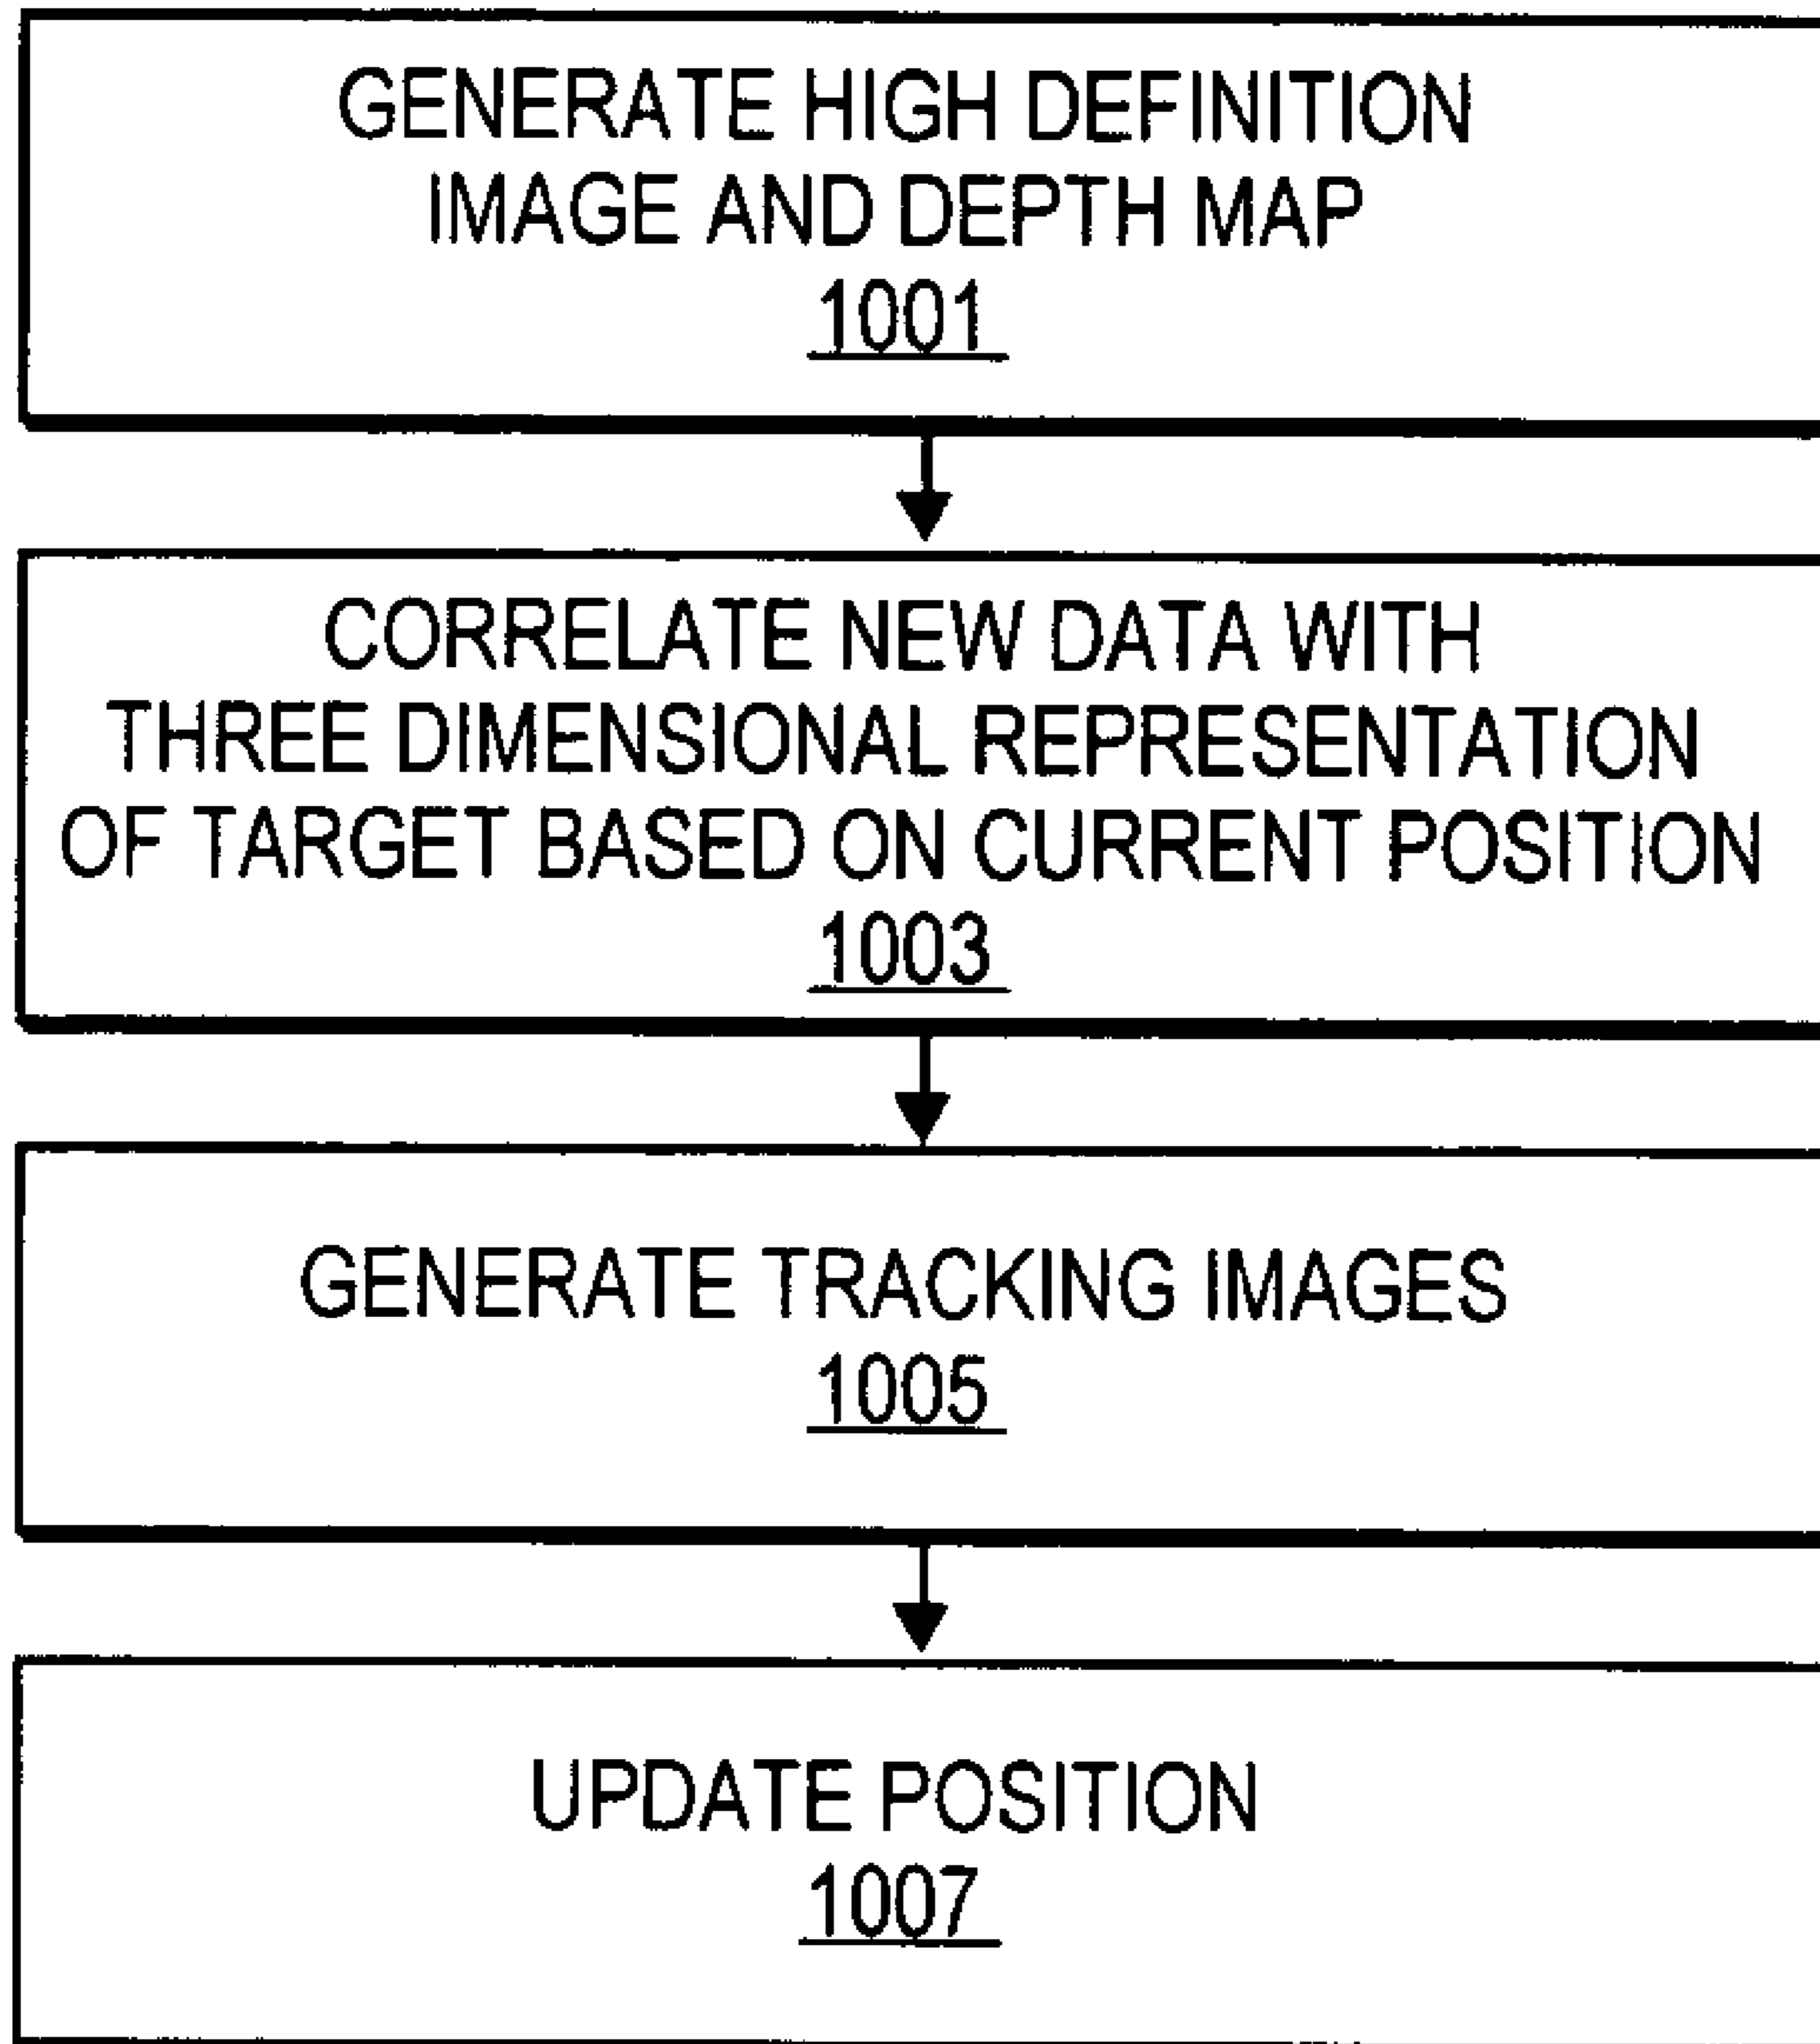 GENERATE HIGH DEFINITION
IMAGE AND DEPTH MAP
1001
CORRELATE NEW DATA WITH
THREE DIMENSIONAL REPRESENTATION
OF TARGET BASED ON CURRENT POSITION
1003
GENERATE TRACKING IMAGES
1005
UPDATE POSITION
1007